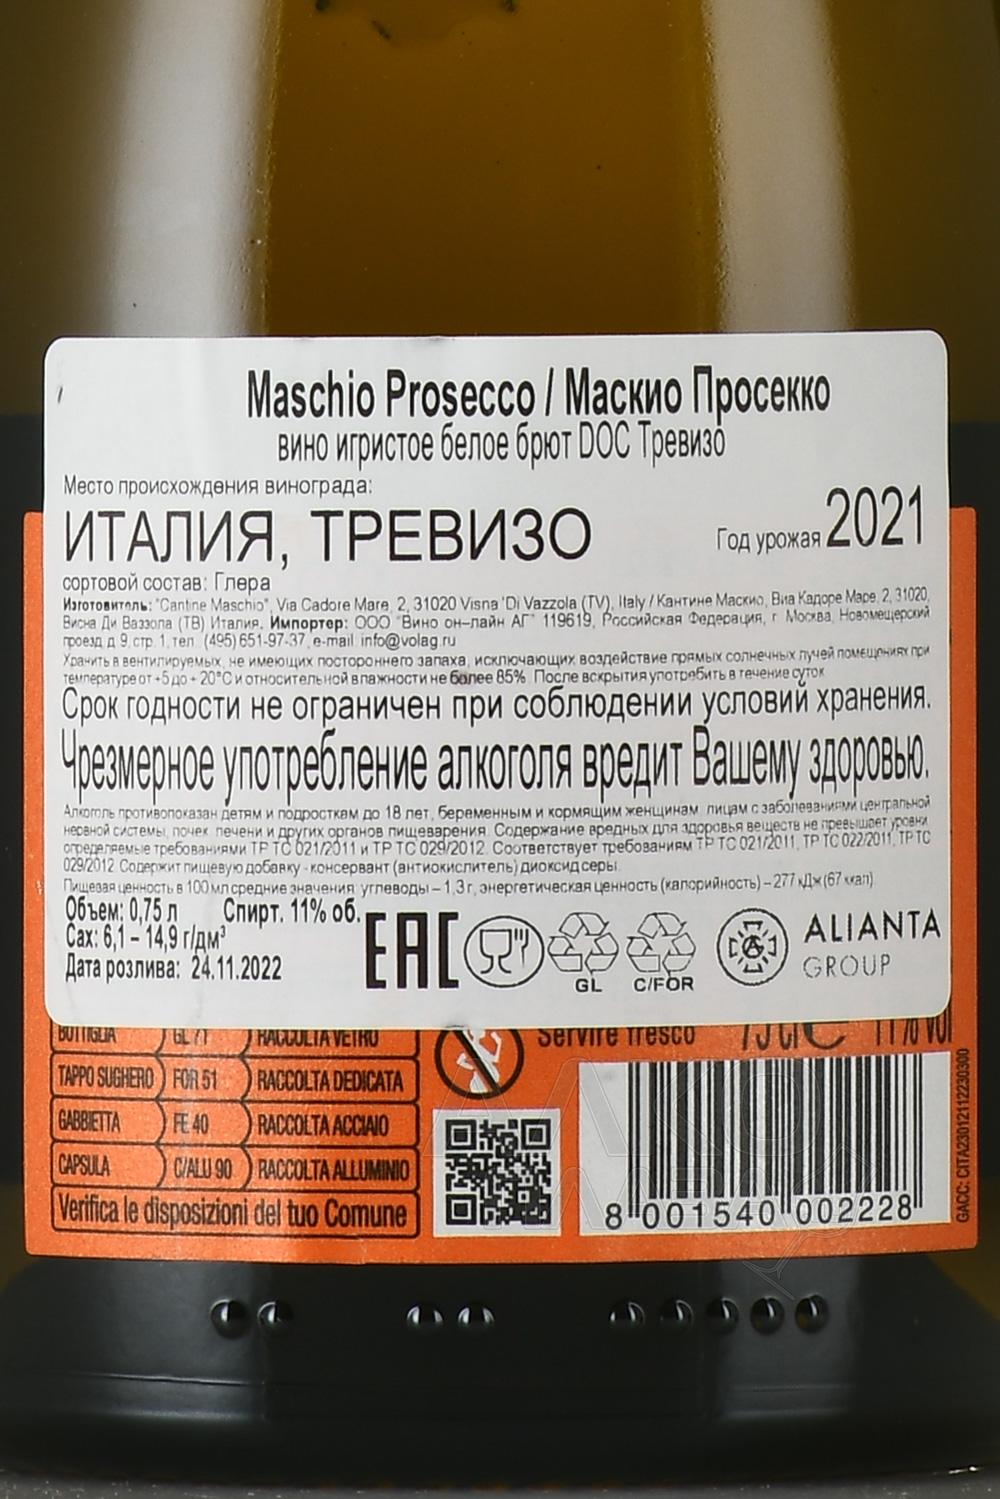 Maschio Prosecco / Маскио Просекко
вино игристое белое брют DOC Тревизо
Место происхождения винограда:
ИТАЛИЯ, ТРЕВИЗО
Год урожая 2021
сортовой состав: Глера
Изготовитель: "Cantine Maschio", Via Cadore Mare, 2, 31020 Visna 'Di Vazzola (TV), Italy / Кантине Маскио, Виа Кадоре Маре, 2, 31020,
Висна Ди Ваззола (ТВ) Италия. Импортер: ООО "Вино он-лайн АГ" 119619, Российская Федерация, г. Москва, Новомещерский
проезд, д.9, стр. 1, тел. (495) 651-97-37, e-mail: info@volag.ru
Хранить в вентилируемых, не имеющих постороннего запаха, исключающих воздействие прямых солнечных лучей помещениях при
температуре от +5 до + 20°С и относительной влажности не более 85%. После вскрытия употребить в течение суток
Срок годности не ограничен при соблюдении условий хранения.
Чрезмерное употребление алкоголя вредит Вашему здоровью.
Алкоголь противопоказан детям и подросткам до 18 лет, беременным и кормящим женщинам, лицам с заболеваниями центральной
нервной системы, почек, печени и других органов пищеварения. Содержание вредных для здоровья веществ не превышает уровни,
определяемые требованиями ТР ТС 021/2011 и ТР ТС 029/2012. Соответствует требованиям ТР ТС 021/2011, ТР ТС 022/2011, ТР ТС
029/2012. Содержит пищевую добавку - консервант (антиокислитель) диоксид серы.
Пищевая ценность в 100 мл средние значения: углеводы – 1,3 г, энергетическая ценность (калорийность) – 277 кДж (67 ккал).
Объем: 0,75 л Спирт. 11% об.
Сах: 6,1 – 14,9 г/дм³
Дата розлива: 24.11.2022
EAC
GL
C/FOR
ALIANTA
GROUP
BOTTIGLIA GL 71 RACCOLTA VETRO
TAPPO SUGHERO FOR 51 RACCOLTA DEDICATA
GABBIETTA FE 40 RACCOLTA ACCIAIO
CAPSULA C/ALU 90 RACCOLTA ALLUMINIO
Verifica le disposizioni del tuo Comune
Servire fresco 75 cl e 11% vol
8 001540 002228
GACC: CITA2301211223030​0